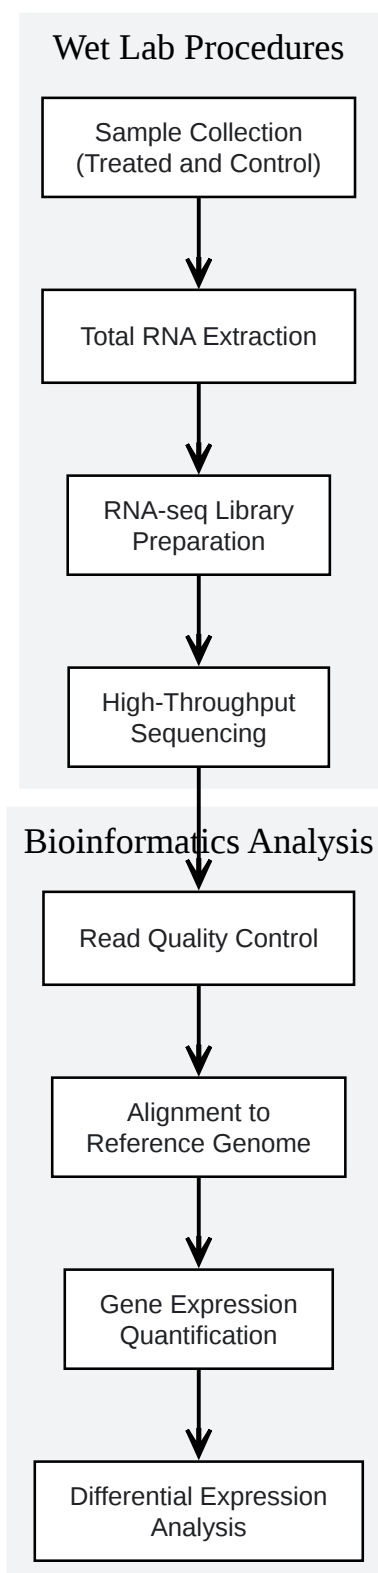 Wet Lab Procedures
Sample Collection
(Treated and Control)
Total RNA Extraction
RNA-seq Library
Preparation
High-Throughput
Sequencing
Bioinformatics Analysis
Read Quality Control
Alignment to
Reference Genome
Gene Expression
Quantification
Differential Expression
Analysis